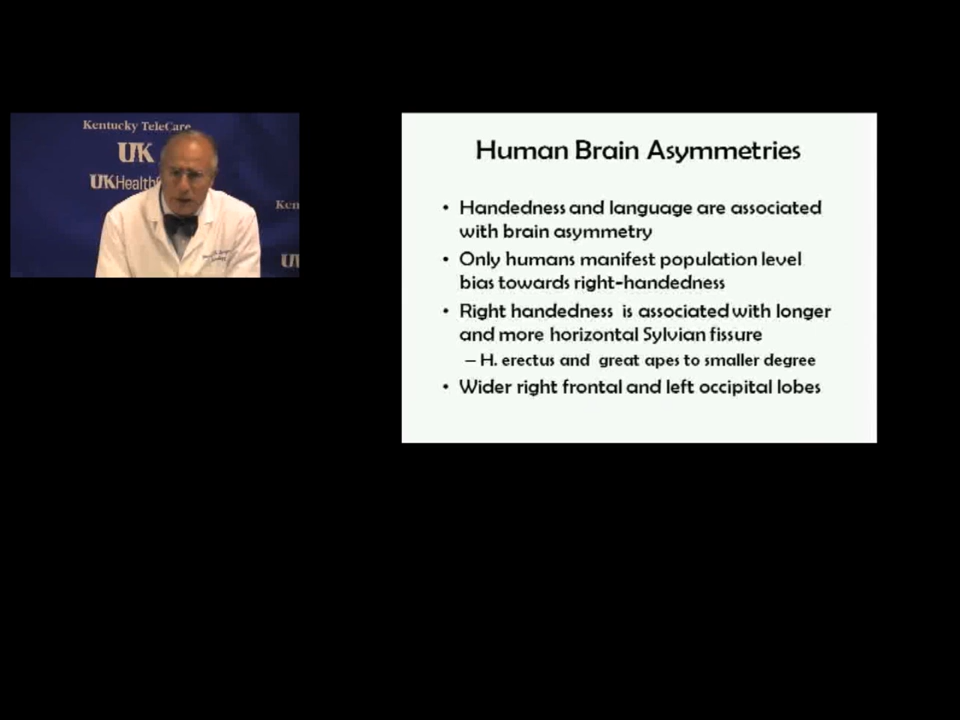 Kentucky TeleCare
UK
UKHealth
Ken
Human Brain Asymmetries
• Handedness and language are associated
with brain asymmetry
• Only humans manifest population level
bias towards right-handedness
• Right handedness is associated with longer
and more horizontal Sylvian fissure
– H. erectus and great apes to smaller degree
• Wider right frontal and left occipital lobes